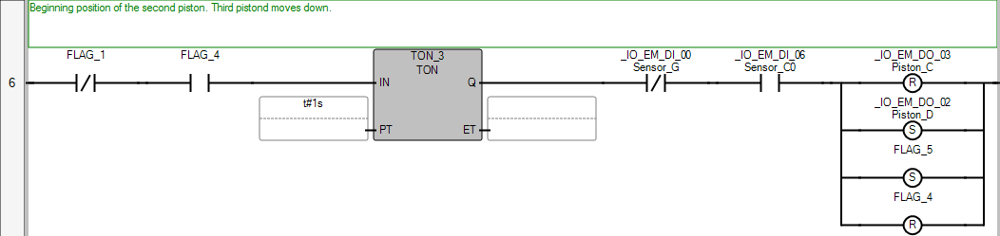 Beginning position of the second piston. Third pistond moves down.
6
FLAG_1
FLAG_4
TON_3
TON
IN
Q
t#1s
PT
ET
_IO_EM_DI_00
Sensor_G
_IO_EM_DI_06
Sensor_C0
_IO_EM_DO_03
Piston_C
R
_IO_EM_DO_02
Piston_D
S
FLAG_5
S
FLAG_4
R